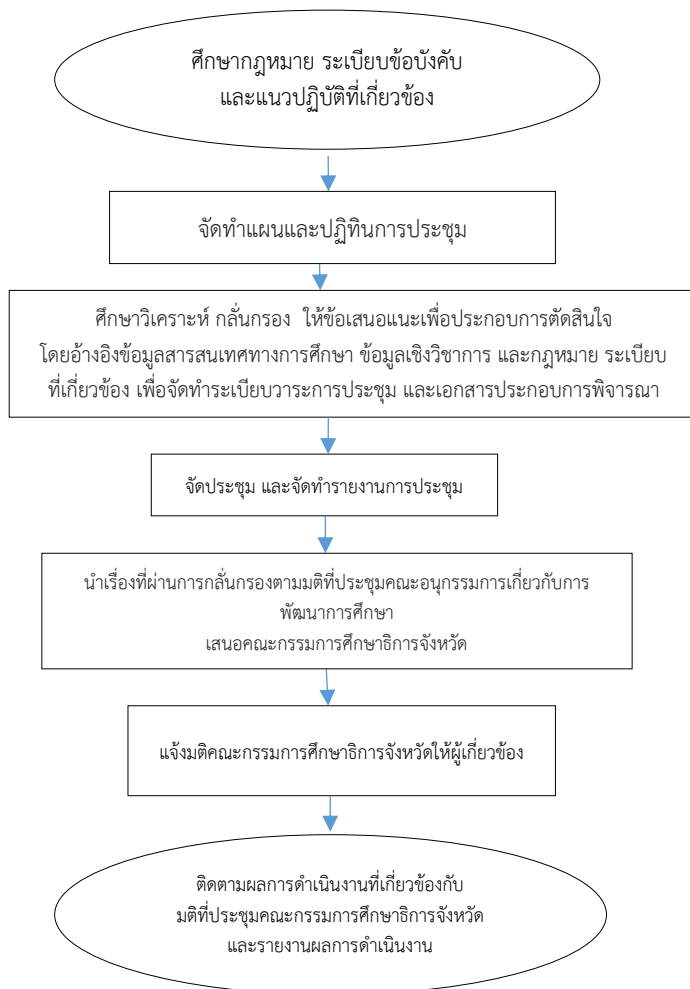 ศึกษากฎหมาย ระเบียบข้อบังคับ
และแนวปฏิบัติที่เกี่ยวข้อง
จัดทำแผนและปฏิทินการประชุม
ศึกษาวิเคราะห์ กลั่นกรอง ให้ข้อเสนอแนะเพื่อประกอบการตัดสินใจ
โดยอ้างอิงข้อมูลสารสนเทศทางการศึกษา ข้อมูลเชิงวิชาการ และกฎหมาย ระเบียบ
ที่เกี่ยวข้อง เพื่อจัดทำระเบียบวาระการประชุม และเอกสารประกอบการพิจารณา
จัดประชุม และจัดทำรายงานการประชุม
นำเรื่องที่ผ่านการกลั่นกรองตามมติที่ประชุมคณะอนุกรรมการเกี่ยวกับการ
พัฒนาการศึกษา
เสนอคณะกรรมการศึกษาธิการจังหวัด
แจ้งมติคณะกรรมการศึกษาธิการจังหวัดให้ผู้เกี่ยวข้อง
ติดตามผลการดำเนินงานที่เกี่ยวข้องกับ
มติที่ประชุมคณะกรรมการศึกษาธิการจังหวัด
และรายงานผลการดำเนินงาน